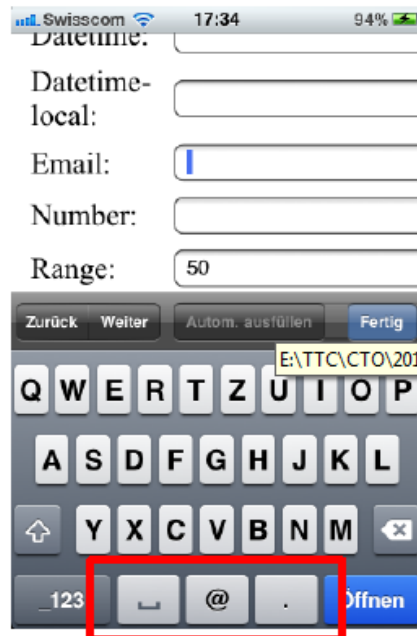 Swisscom 17:34 94%
Datetime:
Datetime-
local:
Email:
Number:
Range: 50
Zurück Weiter Autom. ausfüllen Fertig
E:\TTC\CTO\201
Q W E R T Z U I O P
A S D F G H J K L
Y X C V B N M
_123 @ . Öffnen